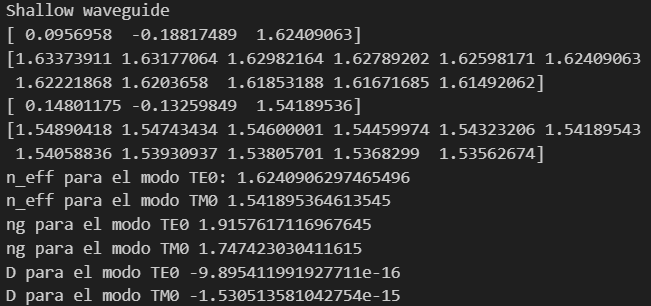 Shallow waveguide
[ 0.0956958  -0.18817489  1.62409063]
[1.63373911 1.63177064 1.62982164 1.62789202 1.62598171 1.62409063
 1.62221868 1.6203658  1.61853188 1.61671685 1.61492062]
[ 0.14801175 -0.13259849  1.54189536]
[1.54890418 1.54743434 1.54600001 1.54459974 1.54323206 1.54189543
 1.54058836 1.53930937 1.53805701 1.5368299  1.53562674]
n_eff para el modo TE0: 1.6240906297465496
n_eff para el modo TM0 1.541895364613545
ng para el modo TE0 1.9157617116967645
ng para el modo TM0 1.747423030411615
D para el modo TE0 -9.895411991927711e-16
D para el modo TM0 -1.530513581042754e-15